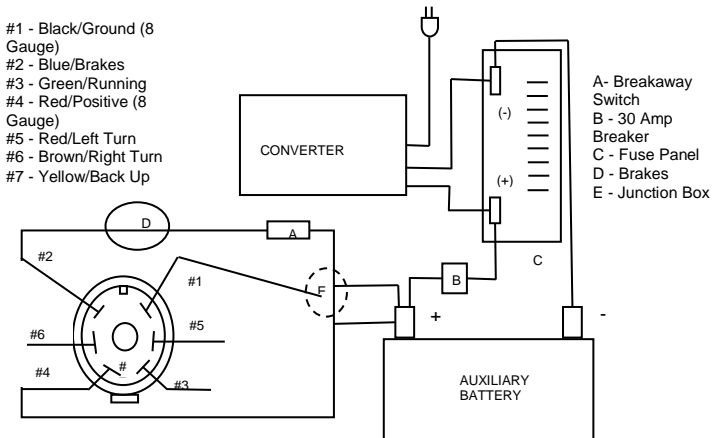 #1 - Black/Ground (8
Gauge)
#2 - Blue/Brakes
#3 - Green/Running
#4 - Red/Positive (8
Gauge)
#5 - Red/Left Turn
#6 - Brown/Right Turn
#7 - Yellow/Back Up
CONVERTER
(-)
(+)
A- Breakaway
Switch
B - 30 Amp
Breaker
C - Fuse Panel
D - Brakes
E - Junction Box
D
A
C
#2
#1
B
+
-
#6
#5
#4
#
#3
AUXILIARY
BATTERY